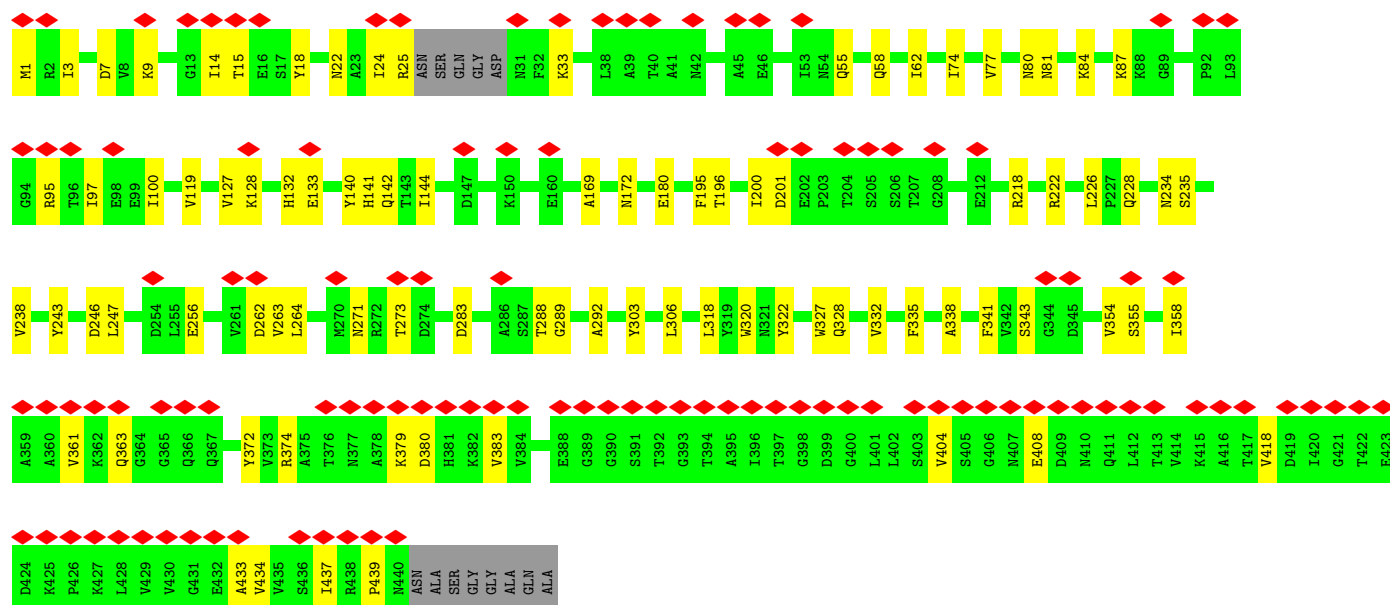 M1 R2 I3 D7 V8 K9 G13 I14 T15 E16 S17 Y18 N22 A23 I24 R25 ASN SER GLN GLY ASP N31 F32 K33 L38 A39 T40 A41 N42 A45 E46 I53 N54 Q55 Q58 I62 I74 V77 N80 N81 K84 K87 K88 G89 P92 L93
G94 R95 T96 I97 E98 E99 I100 V119 V127 K128 H132 E133 Y140 H141 Q142 T143 I144 D147 K150 E160 A169 N172 E180 F195 T196 I200 D201 E202 P203 T204 S205 S206 T207 G208 E212 R218 R222 L226 P227 Q228 N234 S235
V238 Y243 D246 L247 D254 L255 E256 V261 D262 V263 L264 M270 N271 R272 T273 D274 D283 A286 S287 T288 G289 A292 Y303 L306 L318 Y319 W320 N321 Y322 W327 Q328 V332 F335 A338 F341 V342 S343 G344 D345 V354 S355 I358
A359 A360 V361 K362 Q363 G364 G365 Q366 Q367 Y372 V373 R374 A375 T376 N377 A378 K379 D380 H381 K382 V383 V384 E388 G389 G390 S391 T392 G393 T394 A395 I396 T397 G398 D399 G400 L401 L402 S403 V404 S405 G406 N407 E408 D409 N410 Q411 L412 T413 V414 K415 A416 T417 V418 D419 I420 G421 T422 E423
D424 K425 P426 K427 L428 V429 V430 G431 E432 A433 V434 V435 S436 I437 R438 P439 N440 ASN ALA SER GLY GLY ALA GLN ALA